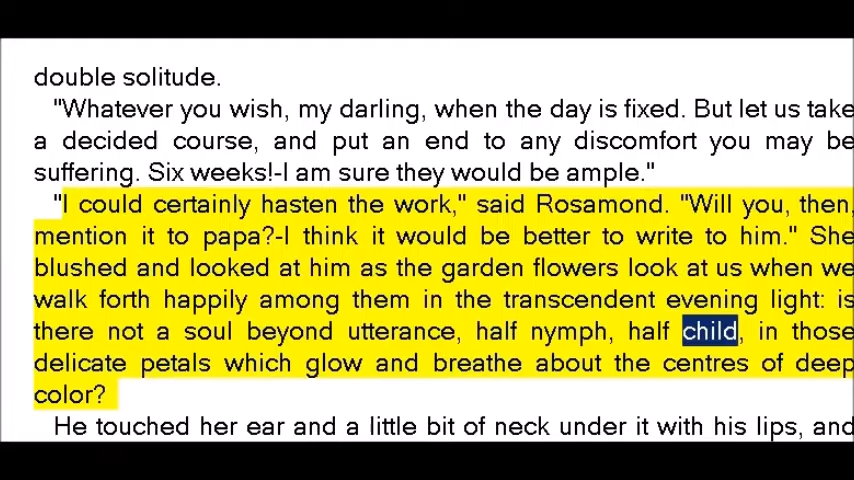 double solitude.
"Whatever you wish, my darling, when the day is fixed. But let us take
a decided course, and put an end to any discomfort you may be
suffering. Six weeks!-I am sure they would be ample."
"I could certainly hasten the work," said Rosamond. "Will you, then,
mention it to papa?-I think it would be better to write to him." She
blushed and looked at him as the garden flowers look at us when we
walk forth happily among them in the transcendent evening light: is
there not a soul beyond utterance, half nymph, half child, in those
delicate petals which glow and breathe about the centres of deep
color?
He touched her ear and a little bit of neck under it with his lips, and